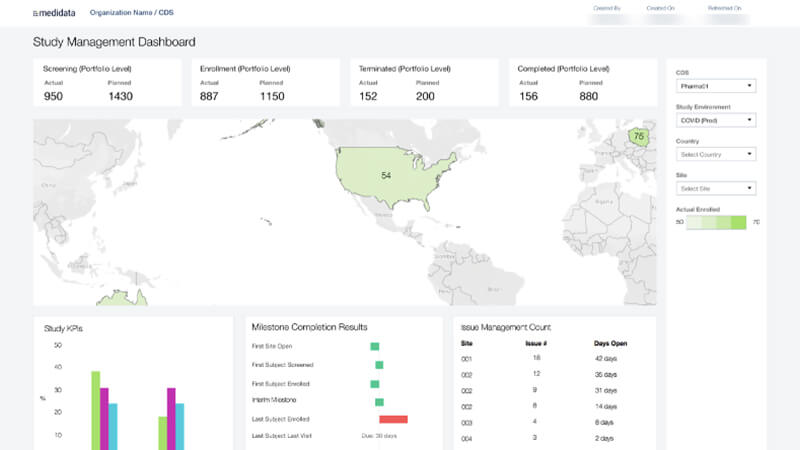 medidata
Organization Name / CDS
Created By Created On Refreshed On
Study Management Dashboard
Screening (Portfolio Level)
Actual Planned
950 1430
Enrollment (Portfolio Level)
Actual Planned
887 1150
Terminated (Portfolio Level)
Actual Planned
152 200
Completed (Portfolio Level)
Actual Planned
156 880
CDS
Pharma01
Study Environment
COVID (Prod)
Country
Select Country
Site
Select Site
Actual Enrolled
50 70
54
75
China
Japan
Mexico
Brazil
Algeria
Study KPIs
50
40
30
%
20
10
Milestone Completion Results
First Site Open
First Subject Screened
First Subject Enrolled
Interim Milestone
Last Subject Enrolled
Last Subject Last Visit Due: 30 days
Issue Management Count
Site Issue # Days Open
001 18 42 days
002 12 35 days
002 9 31 days
002 8 14 days
003 4 8 days
004 3 2 days